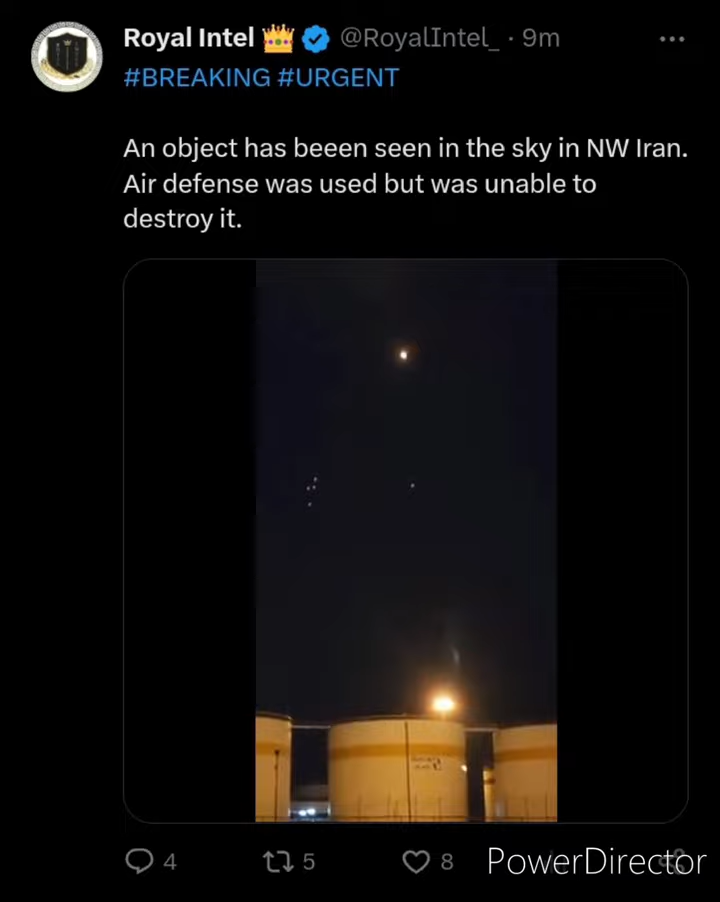 Royal Intel 👑 @RoyalIntel_ · 9m
#BREAKING #URGENT
An object has beeen seen in the sky in NW Iran.
Air defense was used but was unable to
destroy it.
4 5 8 PowerDirector